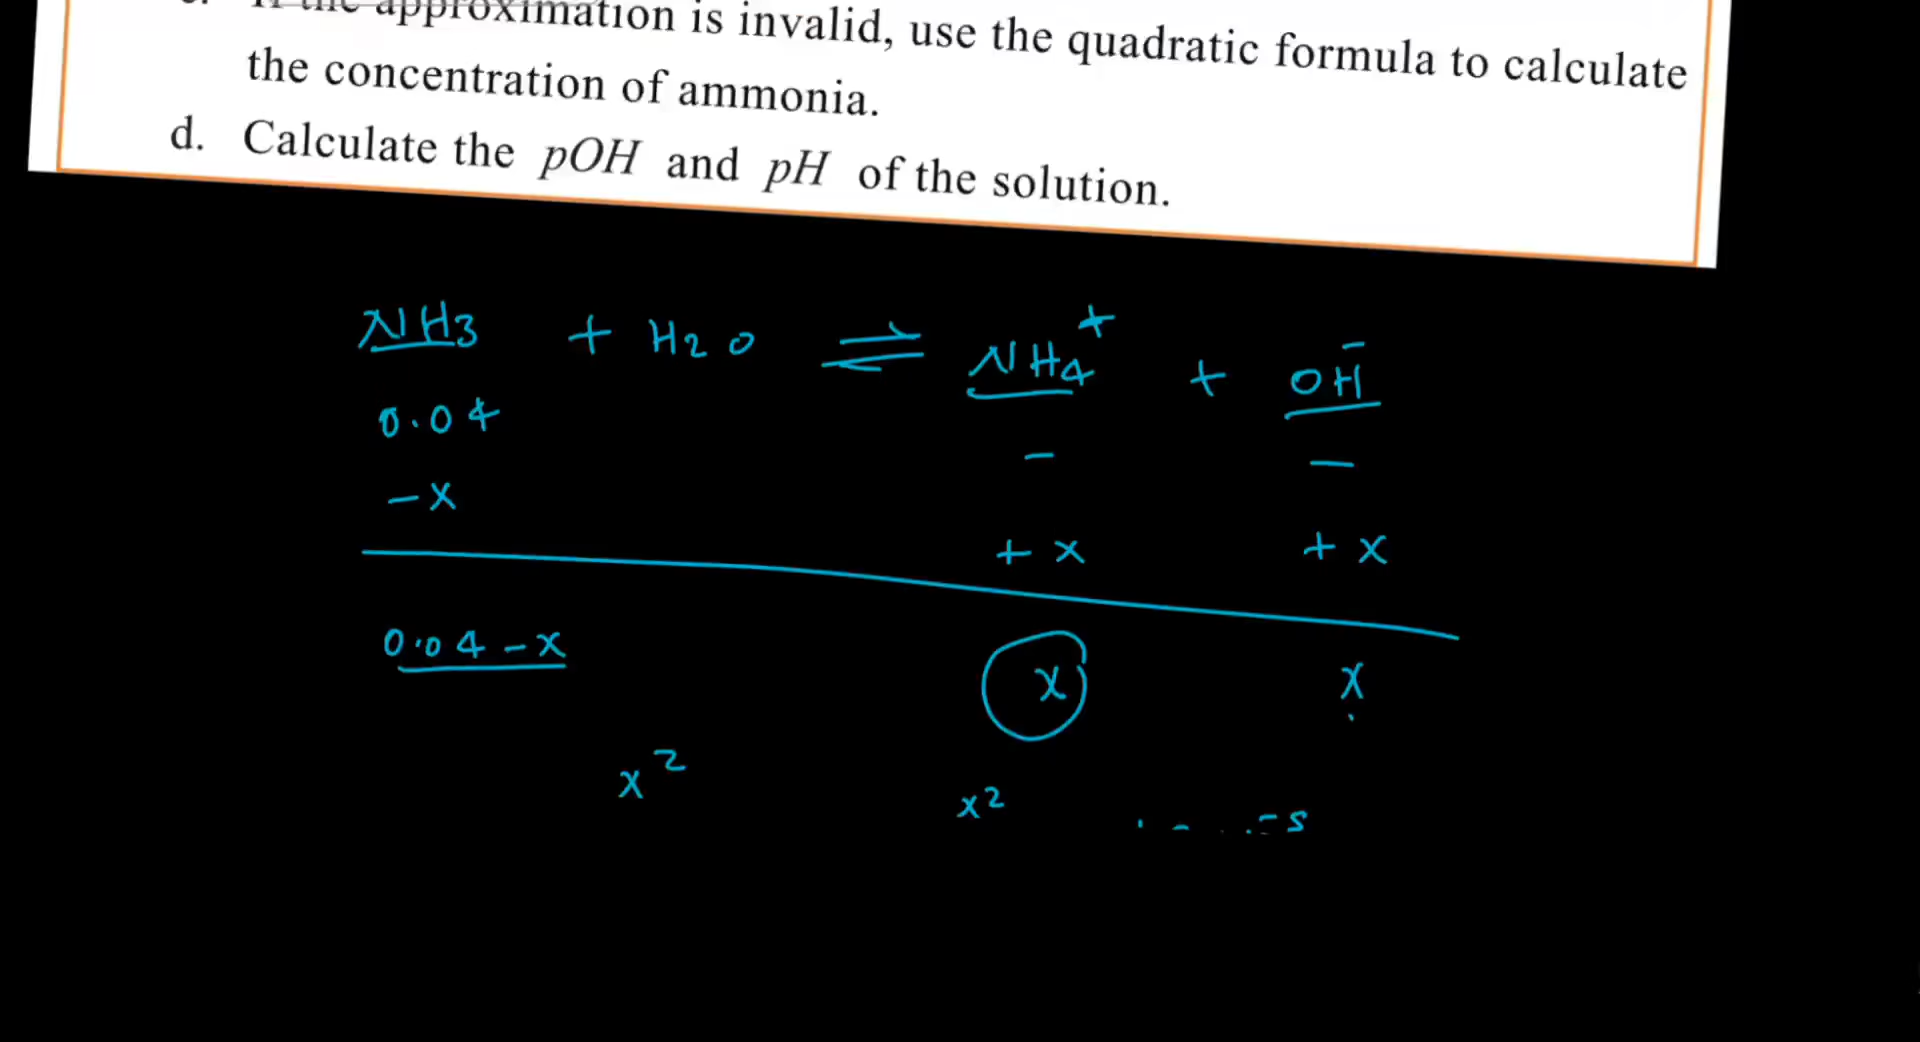 approximation is invalid, use the quadratic formula to calculate
the concentration of ammonia.
d. Calculate the pOH and pH of the solution.
NH3 + H2O ⇌ NH4+ + OH-
0.04 - -
-x +x +x
0.04-x x x
x² x²